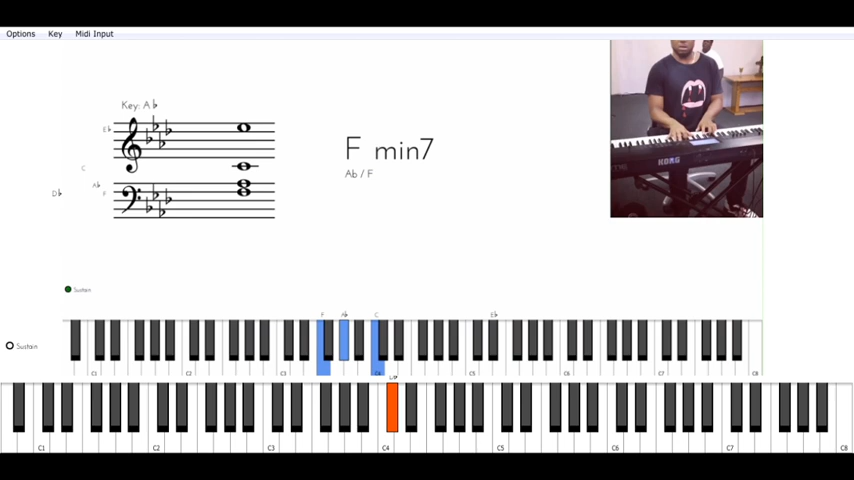 Options Key Midi Input
Key: A♭
E♭
C
A♭
D♭ F
F min7
Ab / F
KORG
Sustain
F A♭ C E♭
Sustain
C1 C2 C3 C4 C5 C6 C7 C8
D♭
C1 C2 C3 C4 C5 C6 C7 C8